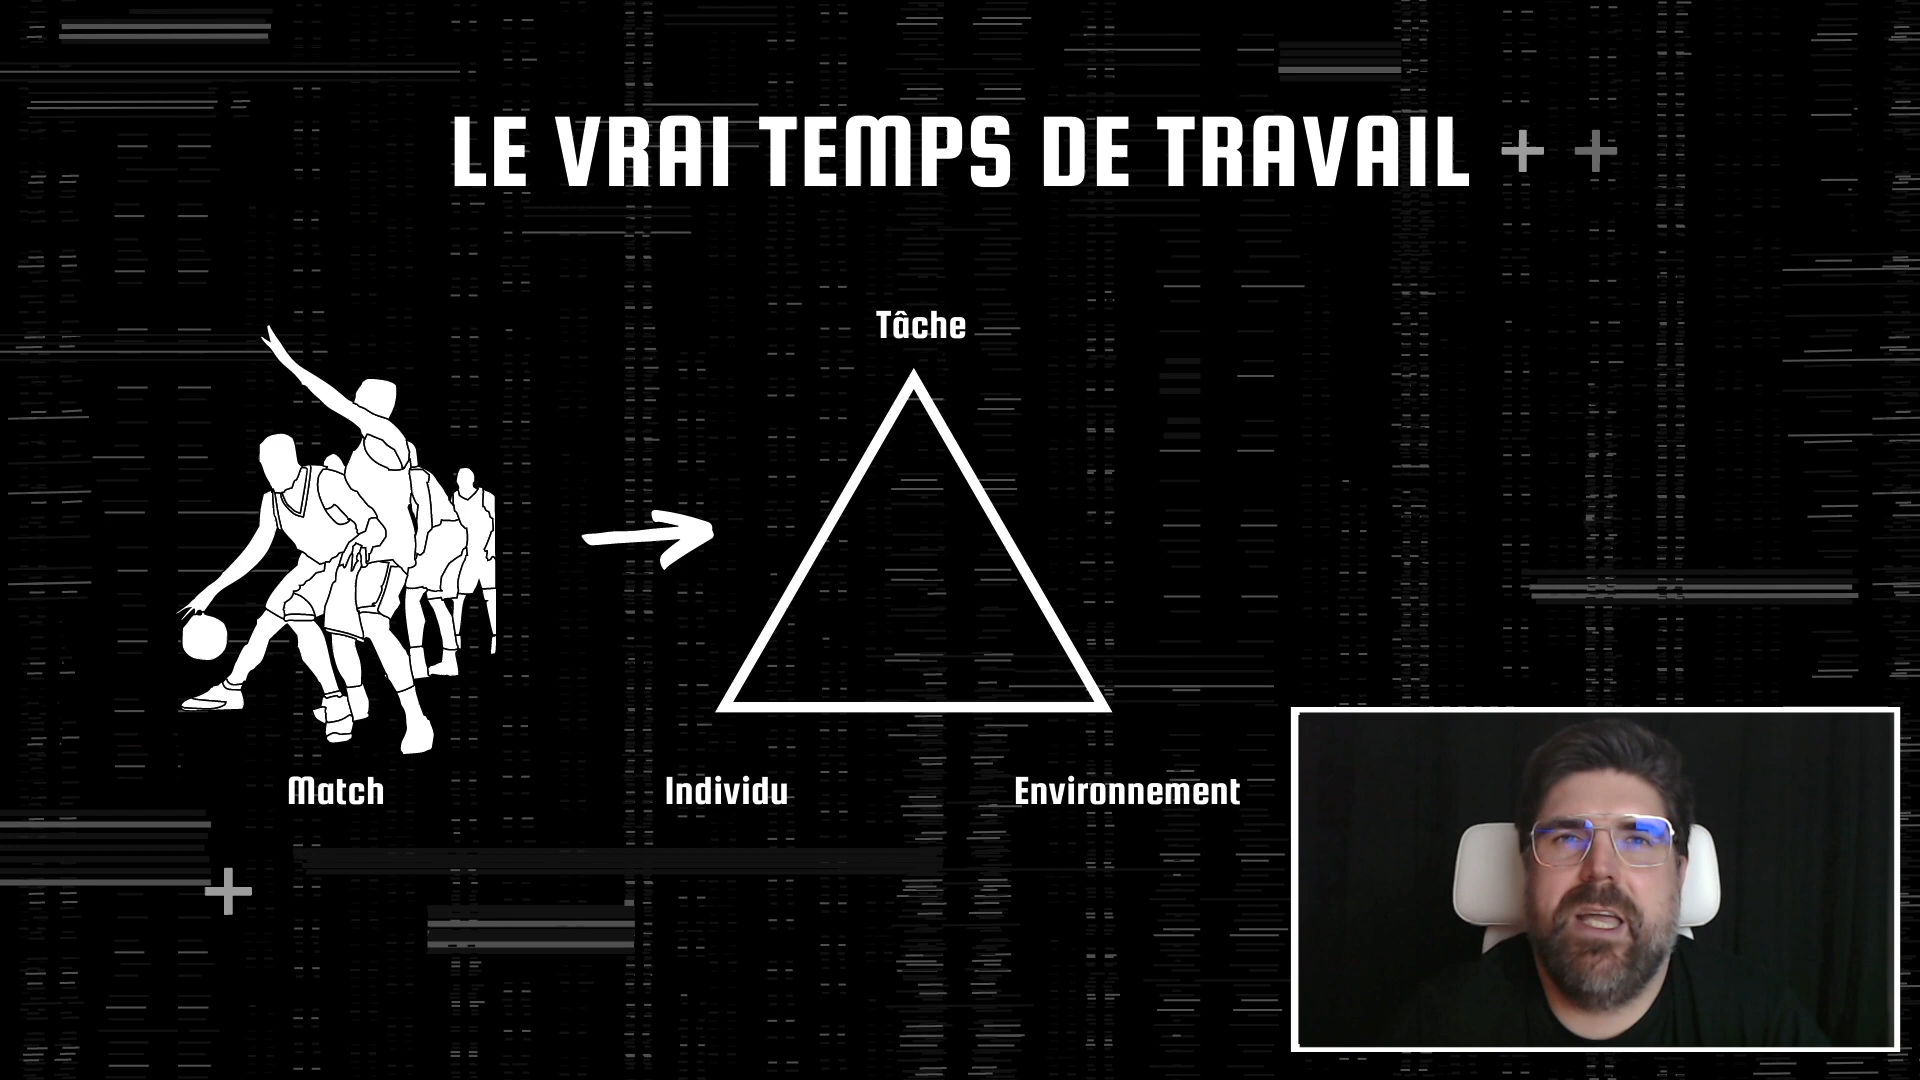 LE VRAI TEMPS DE TRAVAIL
Tâche
Match
Individu
Environnement